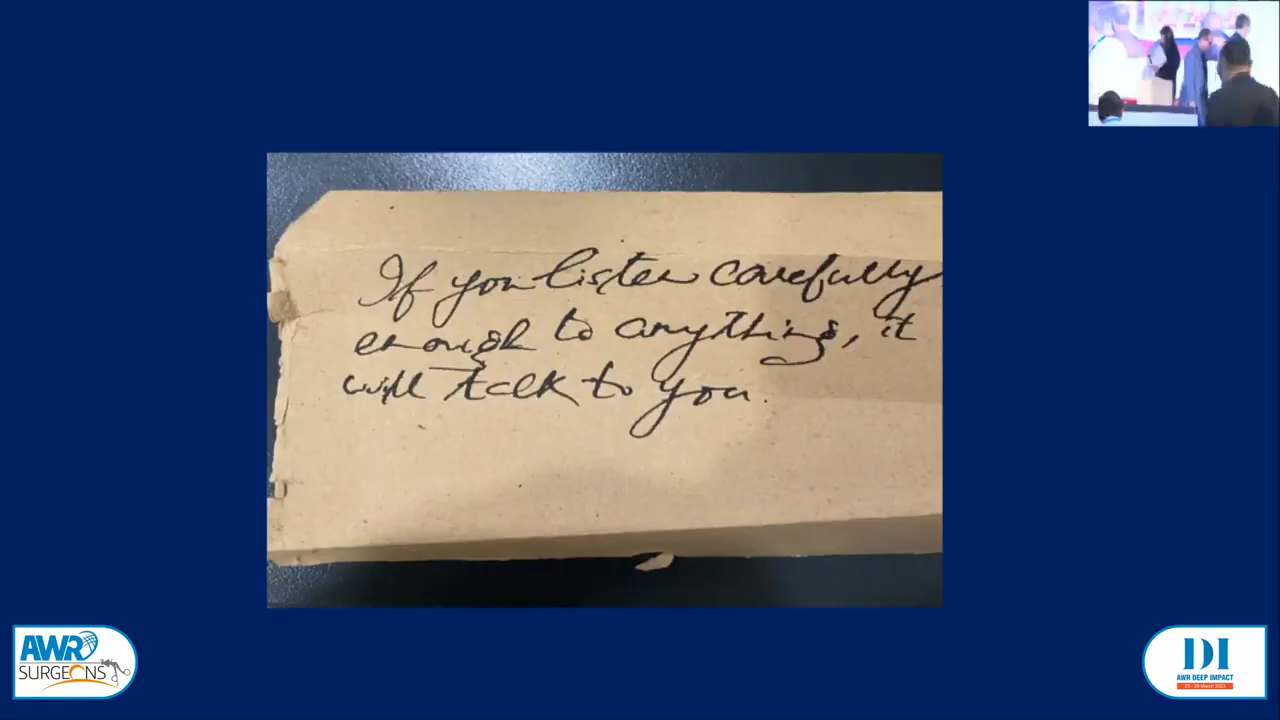 If you listen carefully
enough to anything, it
will talk to you.
AWR
SURGEONS
DI
AWR DEEP IMPACT